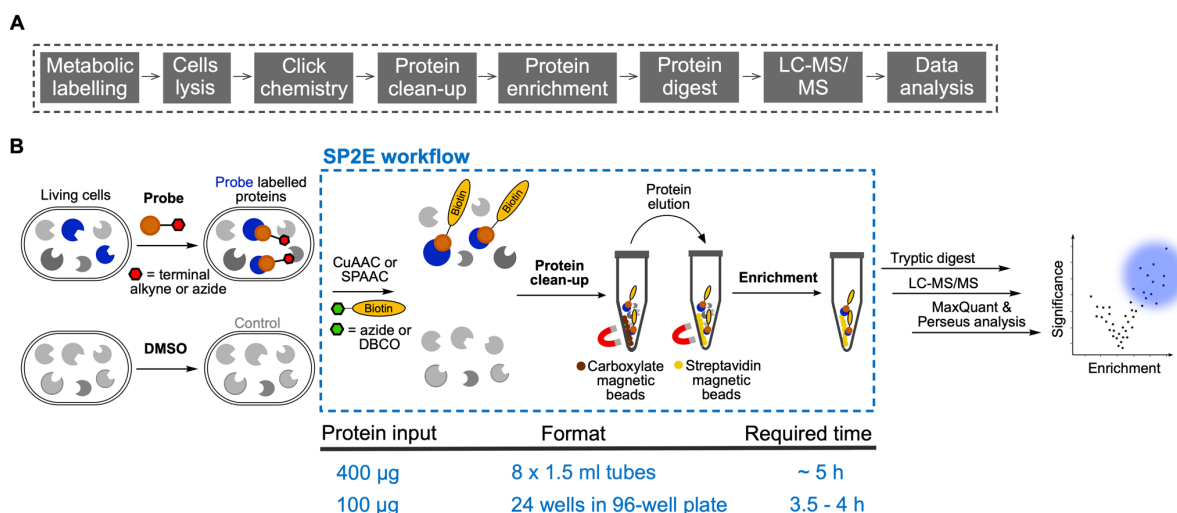 A
Metabolic
labelling
Cells
lysis
Click
chemistry
Protein
clean-up
Protein
enrichment
Protein
digest
LC-MS/
MS
Data
analysis
B
SP2E workflow
Living cells
Probe
Probe labelled
proteins
= terminal
alkyne or azide
Control
DMSO
CuAAC or
SPAAC
Biotin
= azide or
DBCO
Biotin
Biotin
Protein
clean-up
Protein
elution
Carboxylate
magnetic
beads
Streptavidin
magnetic
beads
Enrichment
Tryptic digest
LC-MS/MS
MaxQuant &
Perseus analysis
Significance
Enrichment
Protein input Format Required time
400 µg 8 x 1.5 ml tubes ~ 5 h
100 µg 24 wells in 96-well plate 3.5 - 4 h